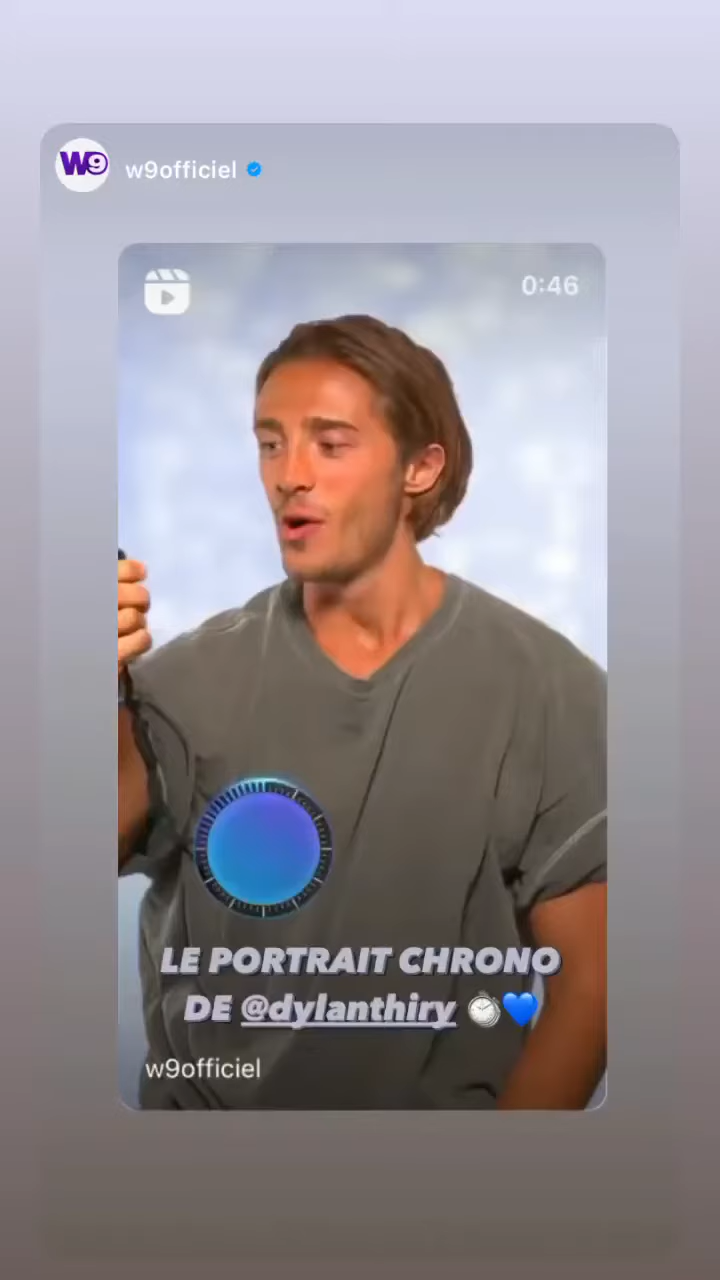 W9
w9officiel
0:46
LE PORTRAIT CHRONO
DE @dylanthiry ⏱💙
w9officiel